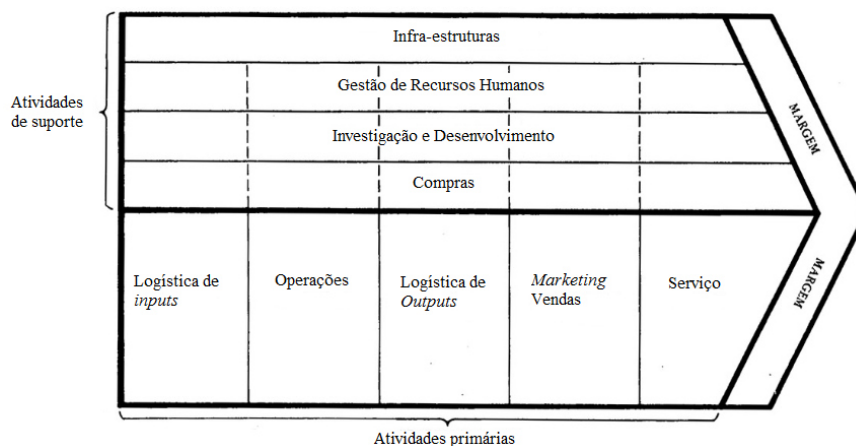 Infra-estruturas
Gestão de Recursos Humanos
Investigação e Desenvolvimento
Compras
Atividades
de suporte
MARGEM
MARGEM
Logística de
inputs
Operações
Logística de
Outputs
Marketing
Vendas
Serviço
Atividades primárias